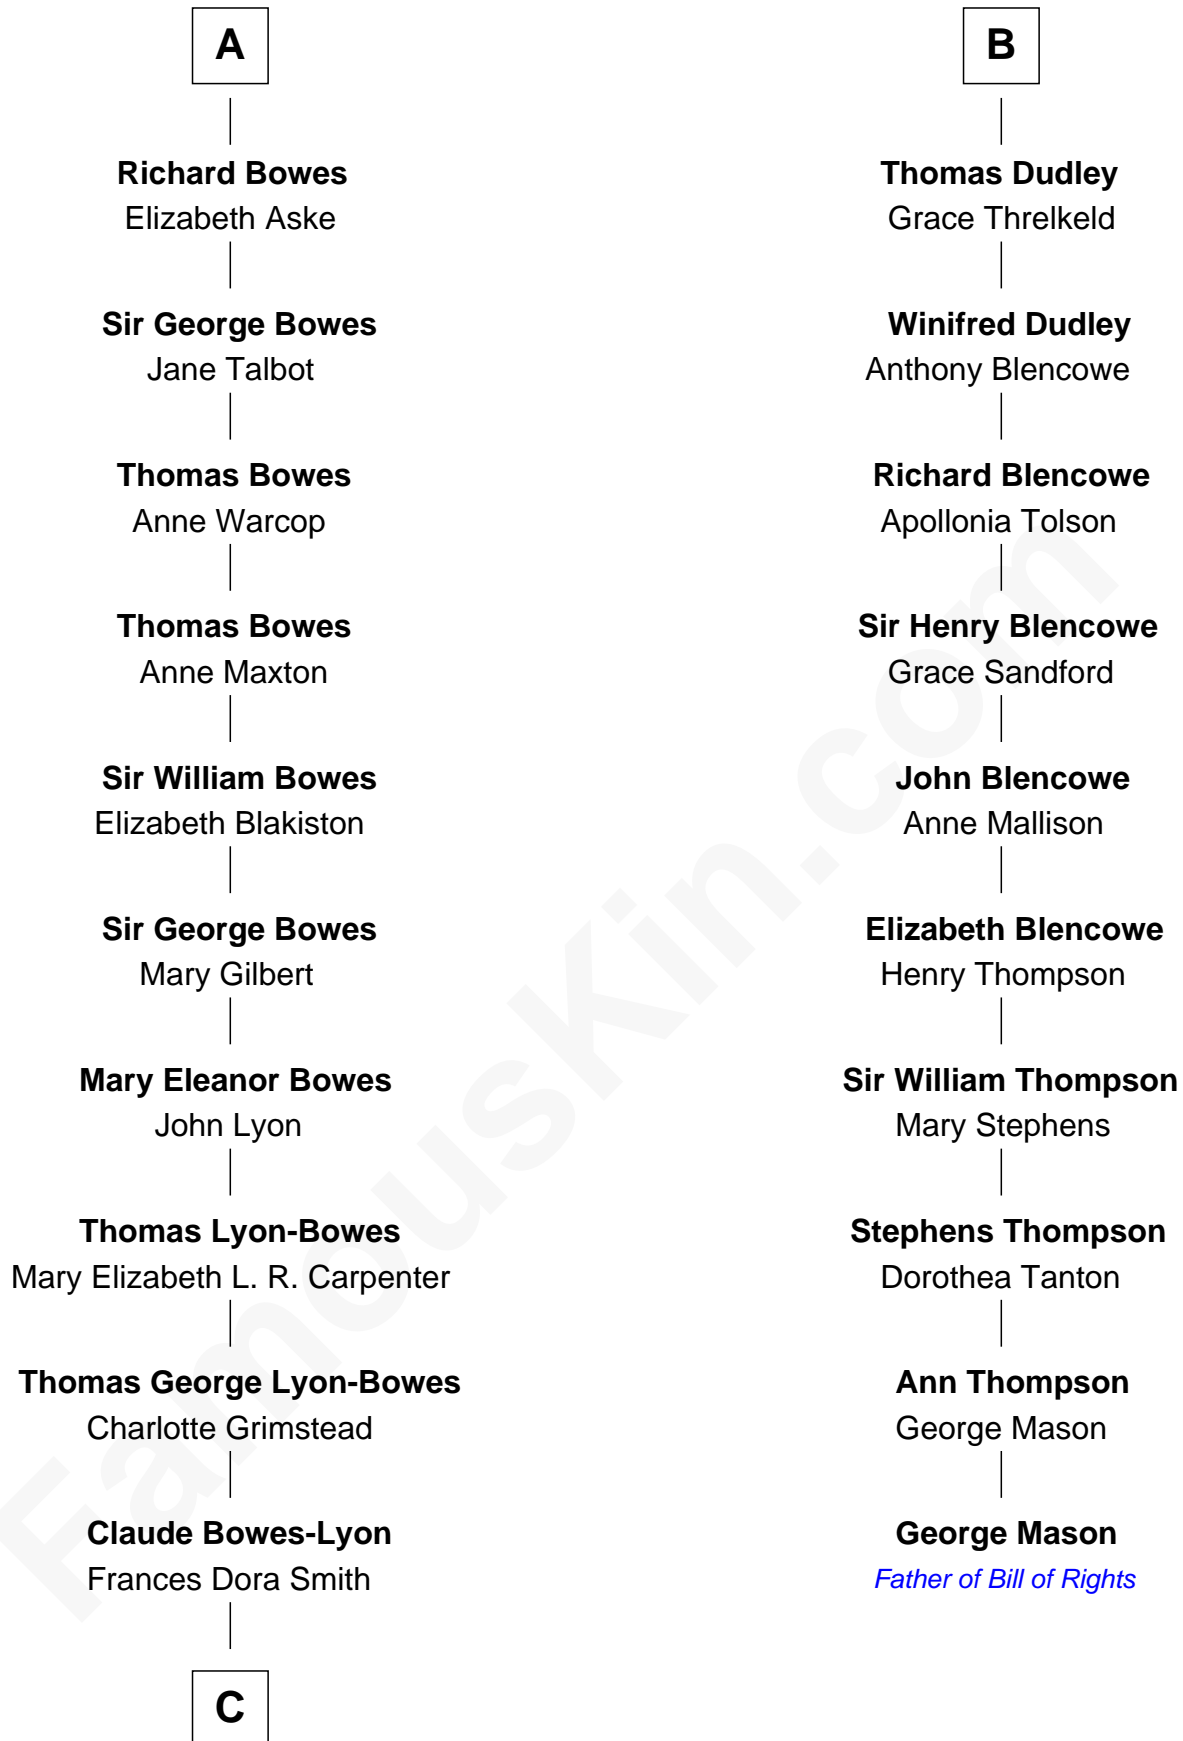 A
Richard Bowes
Elizabeth Aske
Sir George Bowes
Jane Talbot
Thomas Bowes
Anne Warcop
Thomas Bowes
Anne Maxton
Sir William Bowes
Elizabeth Blakiston
Sir George Bowes
Mary Gilbert
Mary Eleanor Bowes
John Lyon
Thomas Lyon-Bowes
Mary Elizabeth L. R. Carpenter
Thomas George Lyon-Bowes
Charlotte Grimstead
Claude Bowes-Lyon
Frances Dora Smith
C
B
Thomas Dudley
Grace Threlkeld
Winifred Dudley
Anthony Blencowe
Richard Blencowe
Apollonia Tolson
Sir Henry Blencowe
Grace Sandford
John Blencowe
Anne Mallison
Elizabeth Blencowe
Henry Thompson
Sir William Thompson
Mary Stephens
Stephens Thompson
Dorothea Tanton
Ann Thompson
George Mason
George Mason
Father of Bill of Rights
FamousKin.com